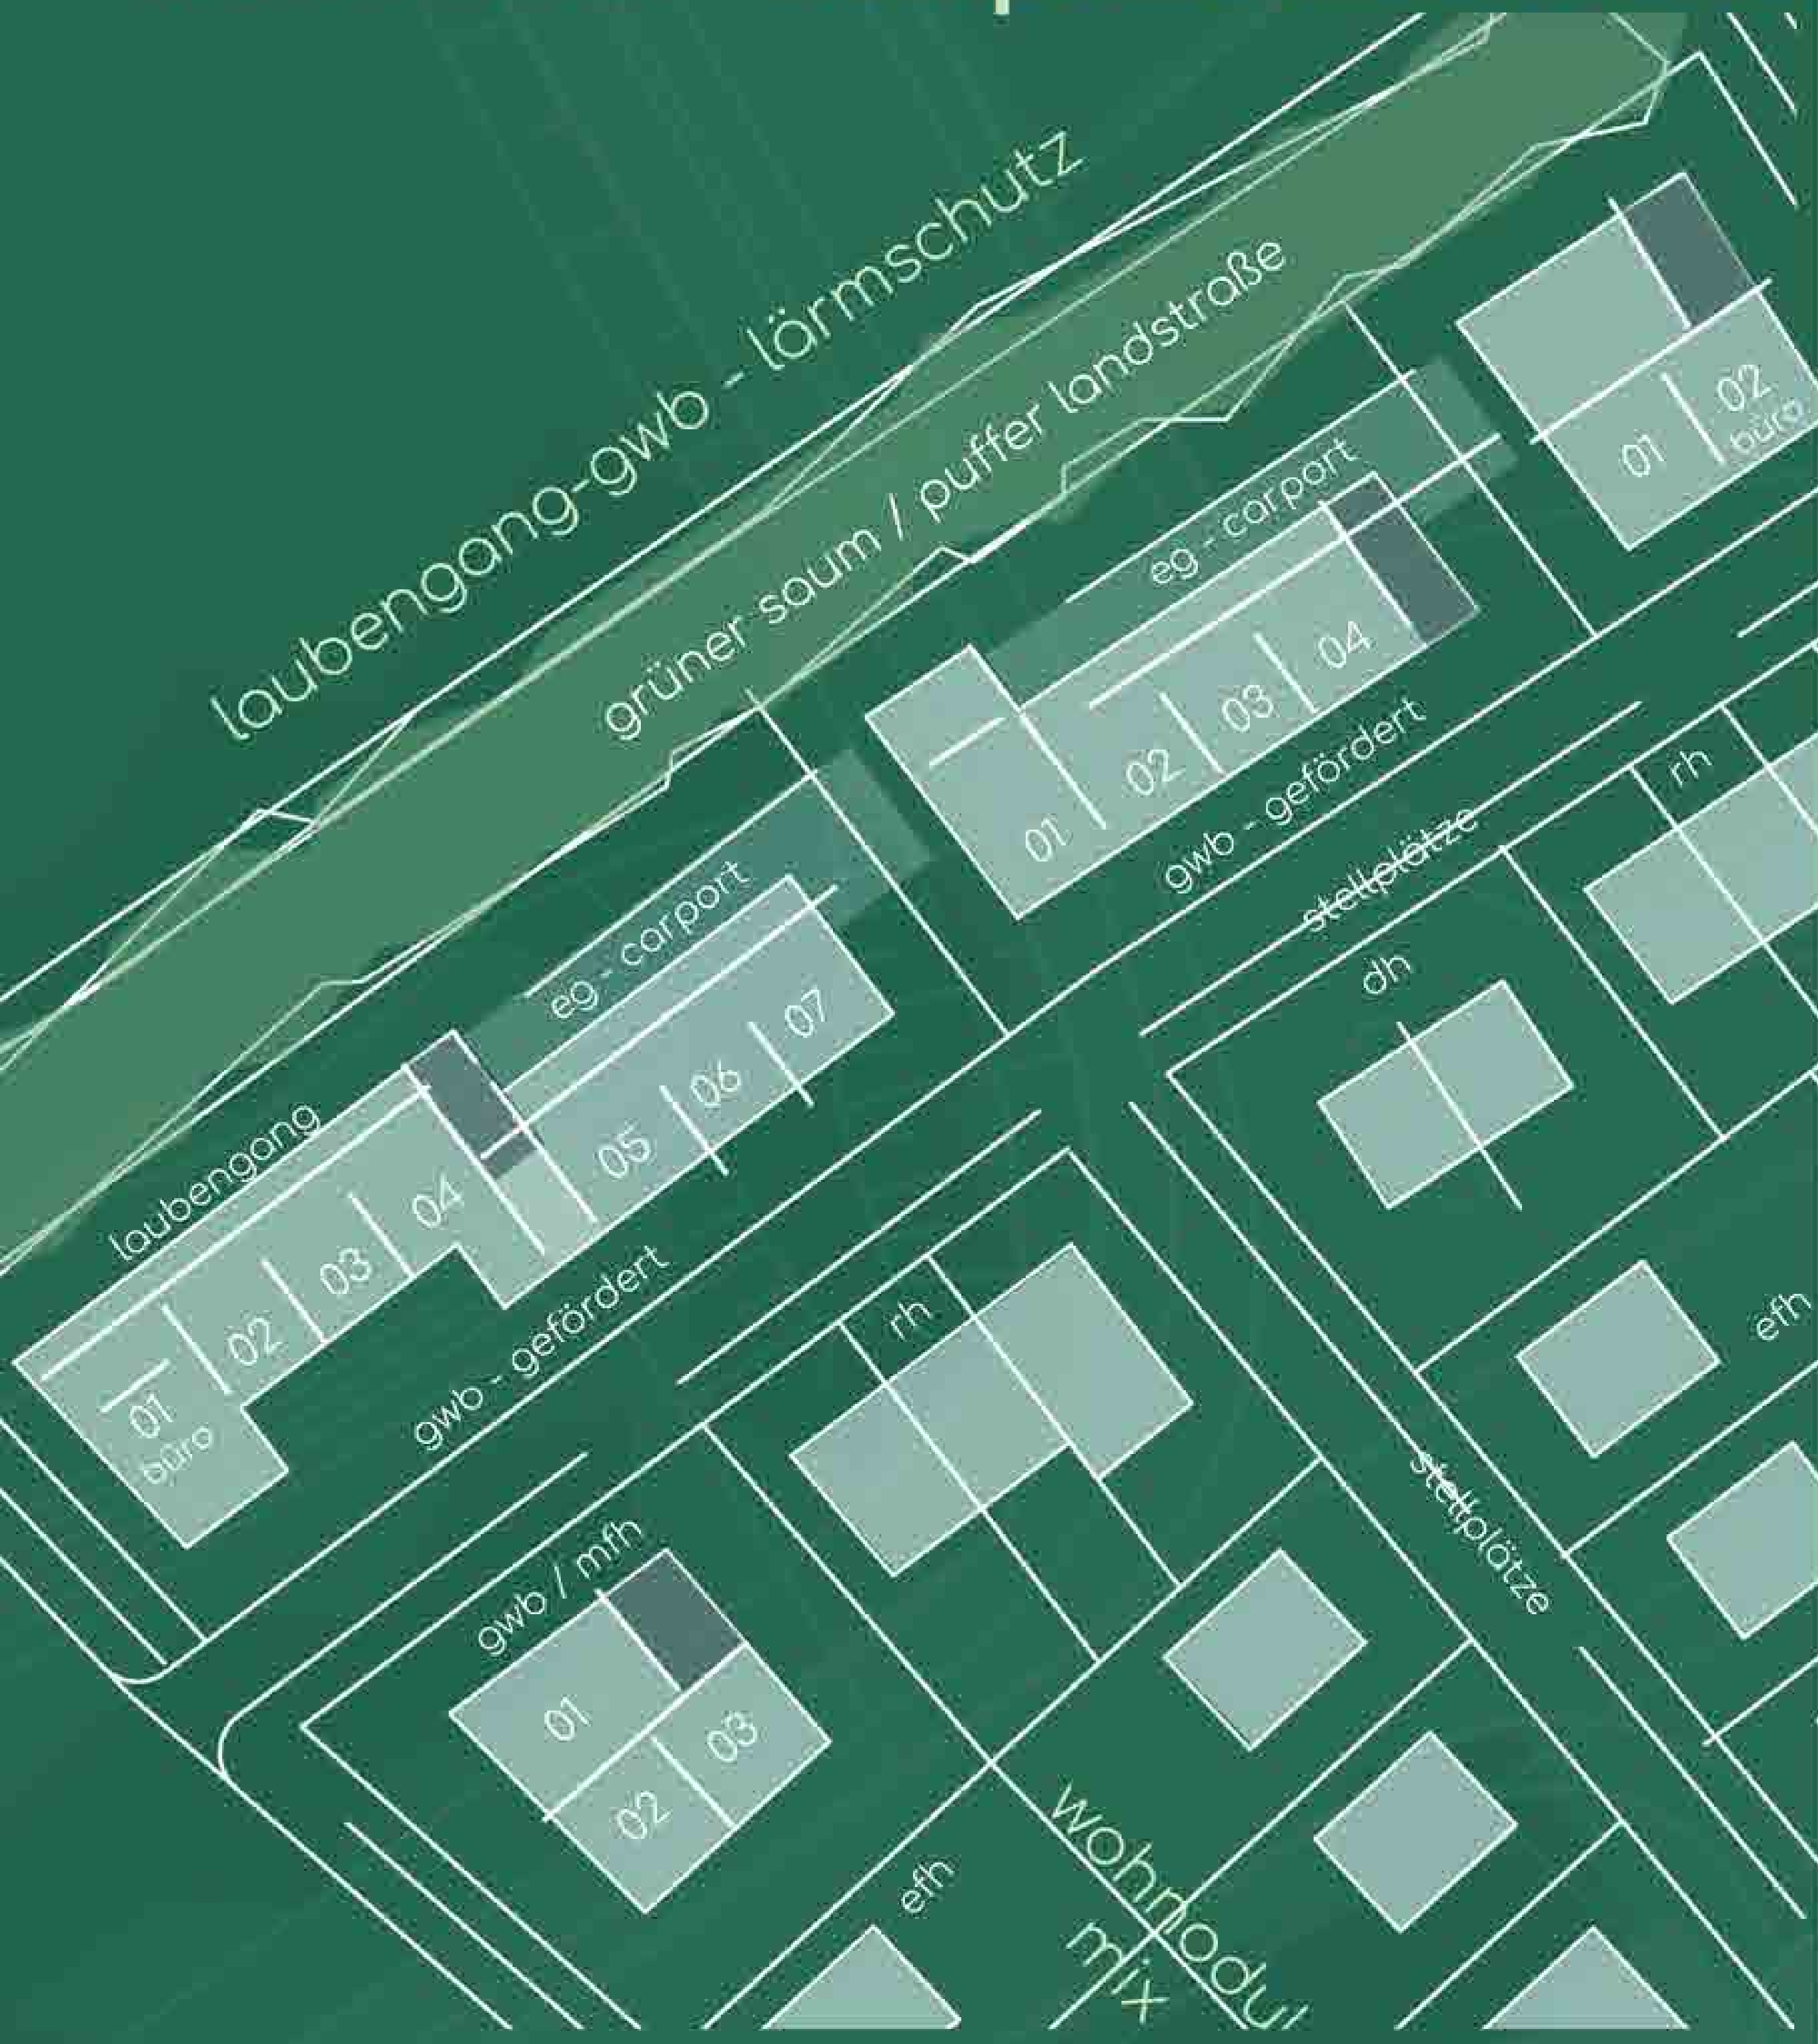 laubengang-gwb - lärmschutz
grüner saum / puffer landstraße
01
02
büro
eg - carport
01
02
03
04
gwb - gefördert
stellplätze
rh
dh
eg - carport
laubengang
01
büro
02
03
04
05
06
07
gwb - gefördert
rh
efh
stellplätze
gwb / mfh
01
02
03
efh
wohnmodul
mix